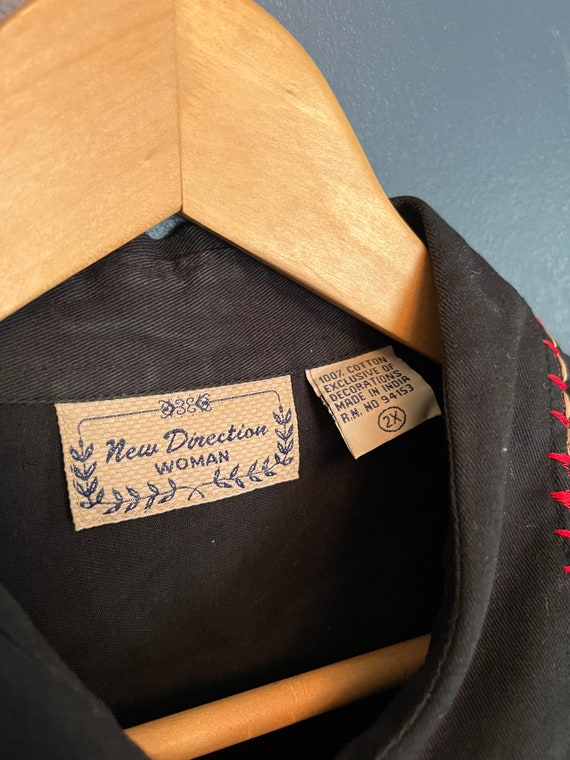 New Direction
WOMAN
100% COTTON
EXCLUSIVE OF
DECORATIONS
MADE IN INDIA
R.N. NO 94153
2X